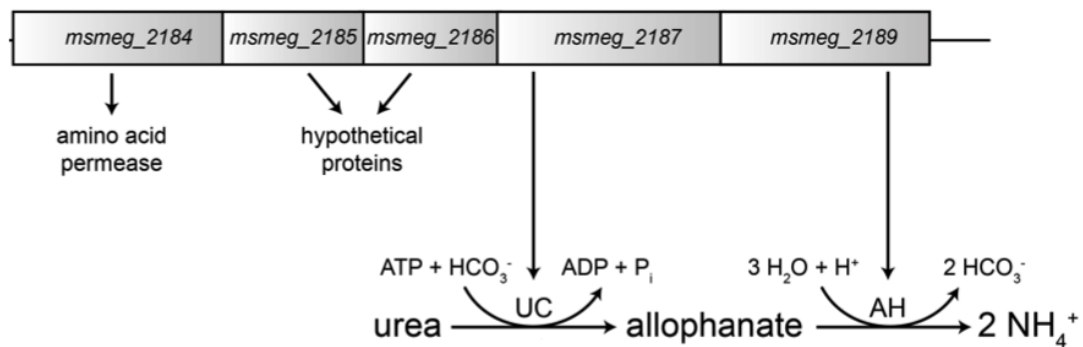 msmeg_2184 msmeg_2185 msmeg_2186 msmeg_2187 msmeg_2189
amino acid
permease
hypothetical
proteins
ATP + HCO₃⁻ ADP + Pᵢ 3 H₂O + H⁺ 2 HCO₃⁻
UC AH
urea allophanate 2 NH₄⁺